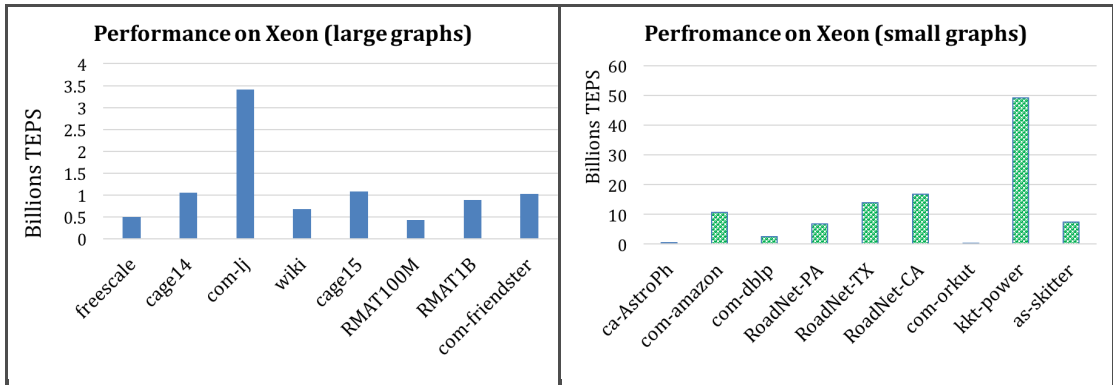 Performance on Xeon (large graphs)
Billions TEPS
4
3.5
3
2.5
2
1.5
1
0.5
0
freescale
cage14
com-lj
wiki
cage15
RMAT100M
RMAT1B
com-friendster
Perfromance on Xeon (small graphs)
Billions TEPS
60
50
40
30
20
10
0
ca-AstroPh
com-amazon
com-dblp
RoadNet-PA
RoadNet-TX
RoadNet-CA
com-orkut
kkt-power
as-skitter